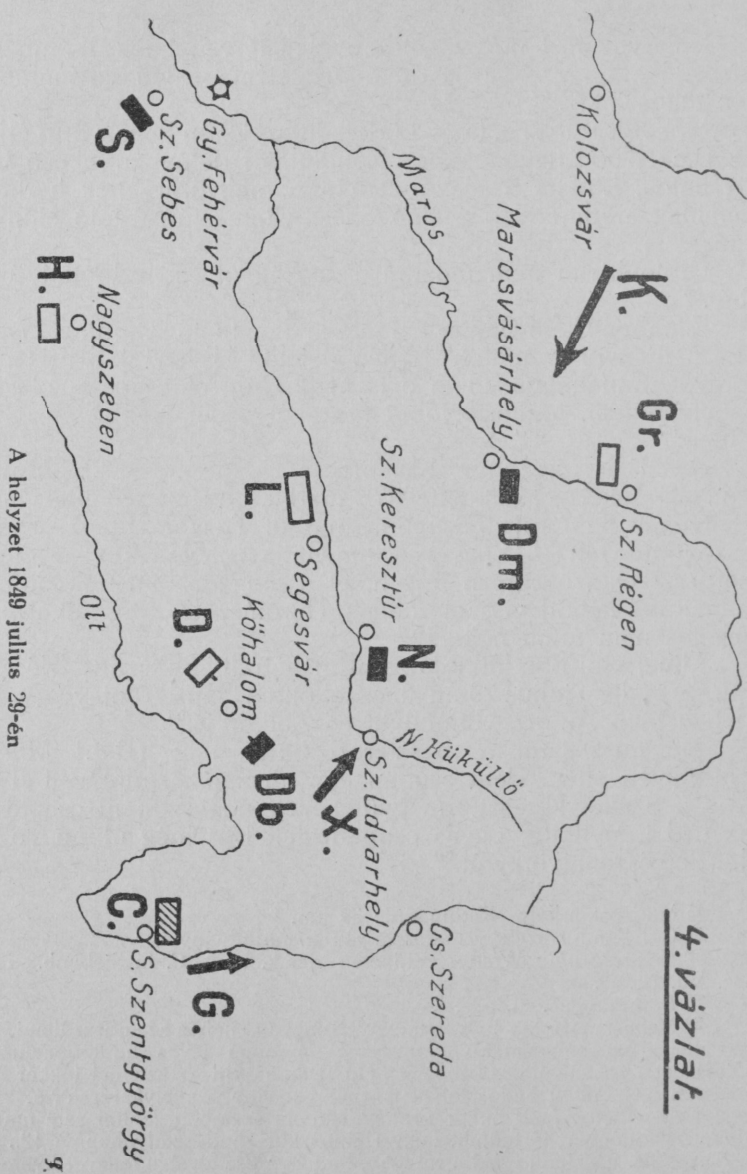 4. vázlat.
Kolozsvár
K.
Gr.
Sz. Régen
Maros
Marosvásárhely
Dm.
Gy. Fehérvár
Sz. Sebes
S.
Sz. Keresztúr
N.
N. Küküllő
Sz. Udvarhely
X.
Cs. Szereda
L.
Segesvár
Kőhalom
D.
Db.
Nagyszeben
H.
Olt
C.
S. Szentgyörgy
G.
A helyzet 1849 julius 29-én